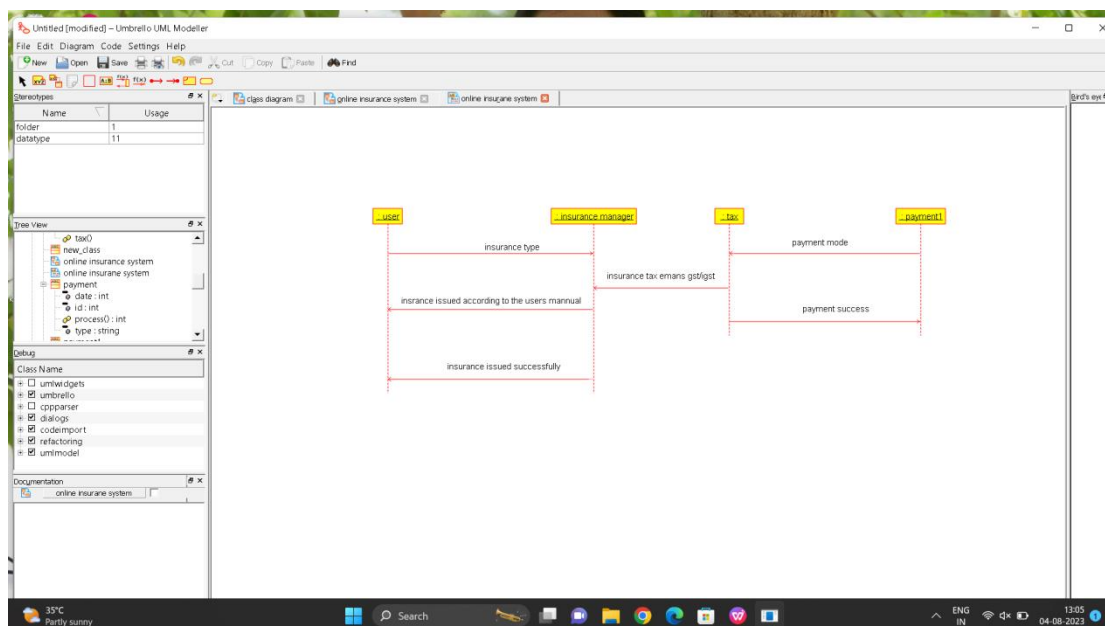 Untitled [modified] – Umbrello UML Modeller
File Edit Diagram Code Settings Help
New Open Save Cut Copy Paste Find
Stereotypes
class diagram
online insurance system
online insurane system
Bird's eye
Name Usage
folder 1
datatype 11
Tree View
tax()
new_class
online insurance system
online insurane system
payment
date : int
id : int
process() : int
type : string
Debug
Class Name
umlwidgets
umbrello
cppparser
dialogs
codeimport
refactoring
umlmodel
Documentation
online insurane system
: user
: insurance manager
: tax
: payment1
insurance type
payment mode
insurance tax emans gst/igst
insrance issued according to the users mannual
payment success
insurance issued successfully
35°C
Partly sunny
Search
ENG
IN
13:05
04-08-2023
1